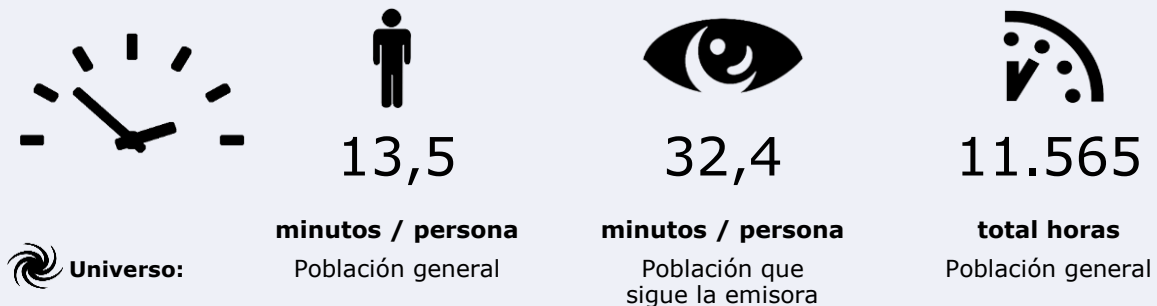 13,5
32,4
11.565
minutos / persona
minutos / persona
total horas
Universo:
Población general
Población que
sigue la emisora
Población general